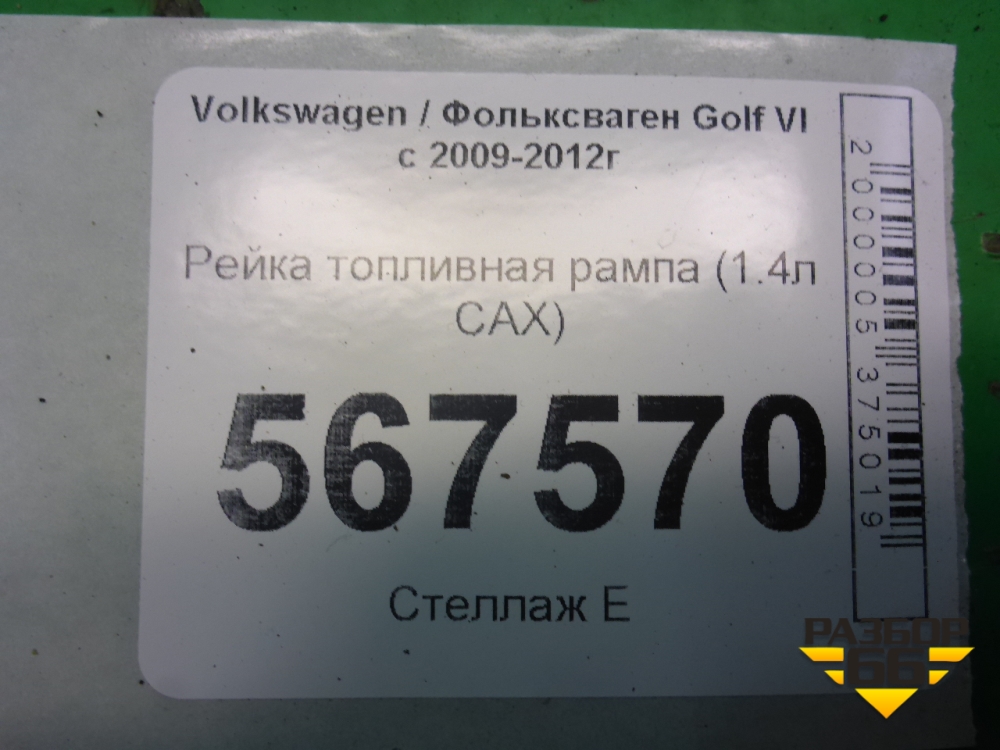 Volkswagen / Фольксваген Golf VI
с 2009-2012г
Рейка топливная рампа (1.4л
CAX)
567570
Стеллаж Е
2000005375019
РАЗБОР
66